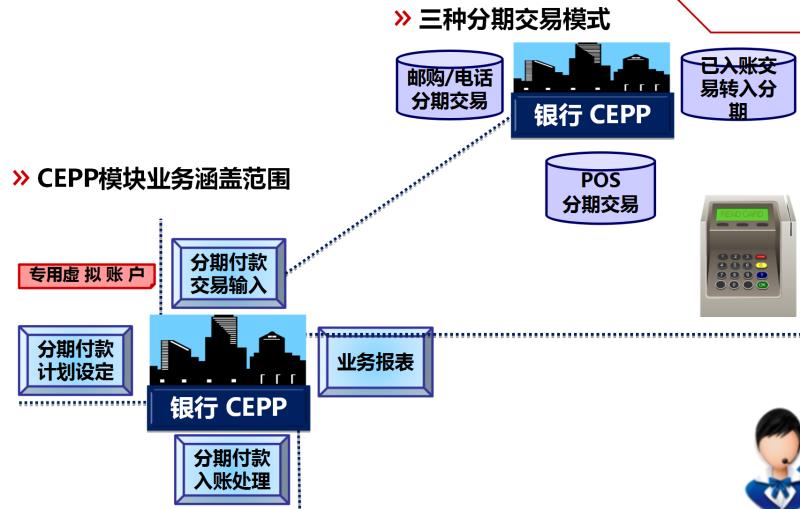 三种分期交易模式
邮购/电话
分期交易
银行 CEPP
已入账交
易转入分
期
POS
分期交易
READ CARD
CEPP模块业务涵盖范围
专用虚 拟 账 户
分期付款
交易输入
分期付款
计划设定
业务报表
银行 CEPP
分期付款
入账处理